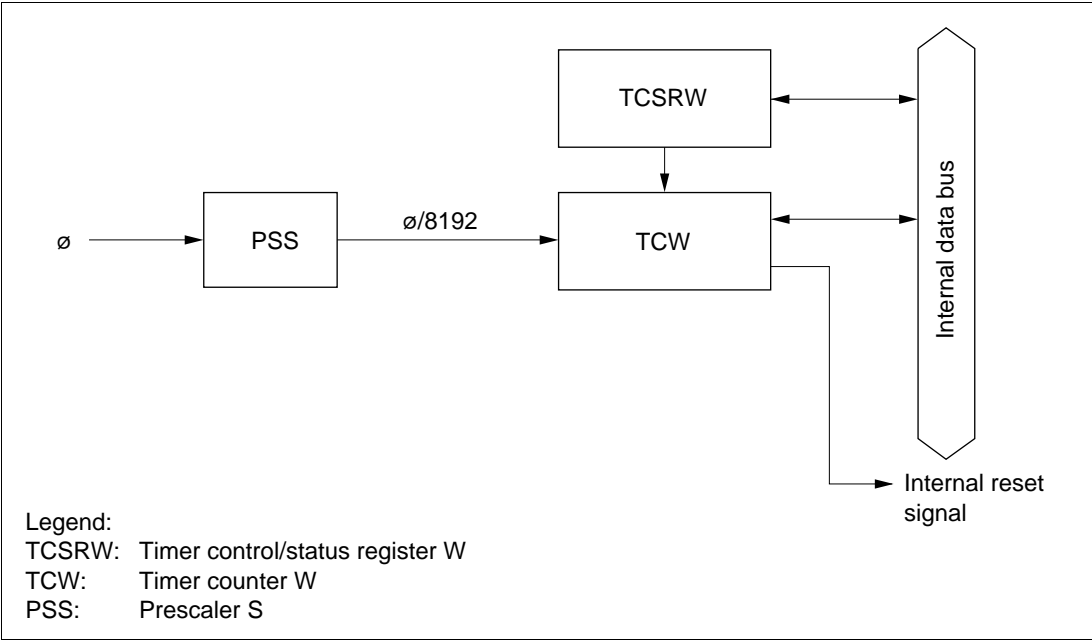 TCSRW
ø
PSS
ø/8192
TCW
Internal data bus
Internal reset
signal
Legend:
TCSRW: Timer control/status register W
TCW: Timer counter W
PSS: Prescaler S